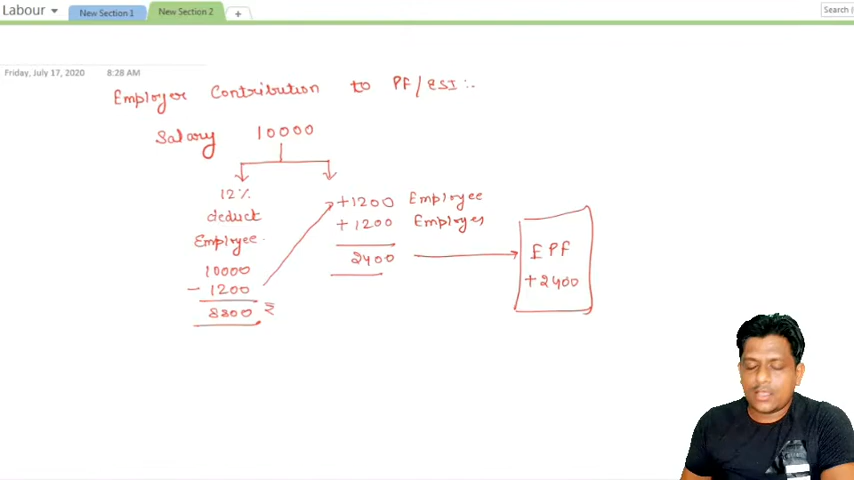 Labour
New Section 1
New Section 2
+
Search
Friday, July 17, 2020 8:28 AM
Employer Contribution to PF/ESI:-
Salary 10000
12%
deduct
Employee.
10000
- 1200
8800 ₹
+1200 Employee
+1200 Employer
2400
EPF
+2400